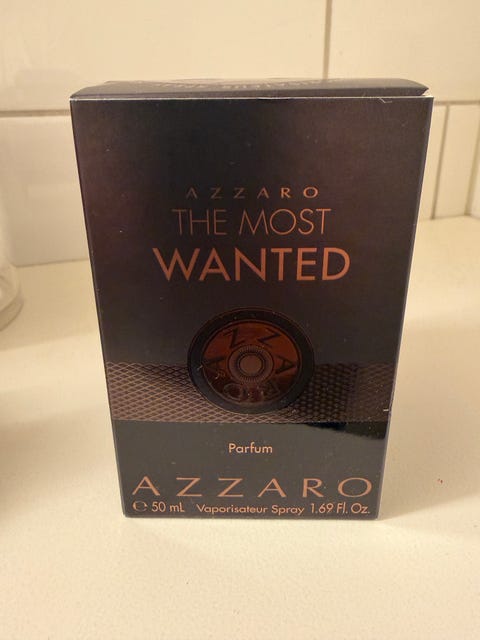 AZZARO
THE MOST
WANTED
Parfum
AZZARO
℮ 50 mL Vaporisateur Spray 1.69 Fl. Oz.